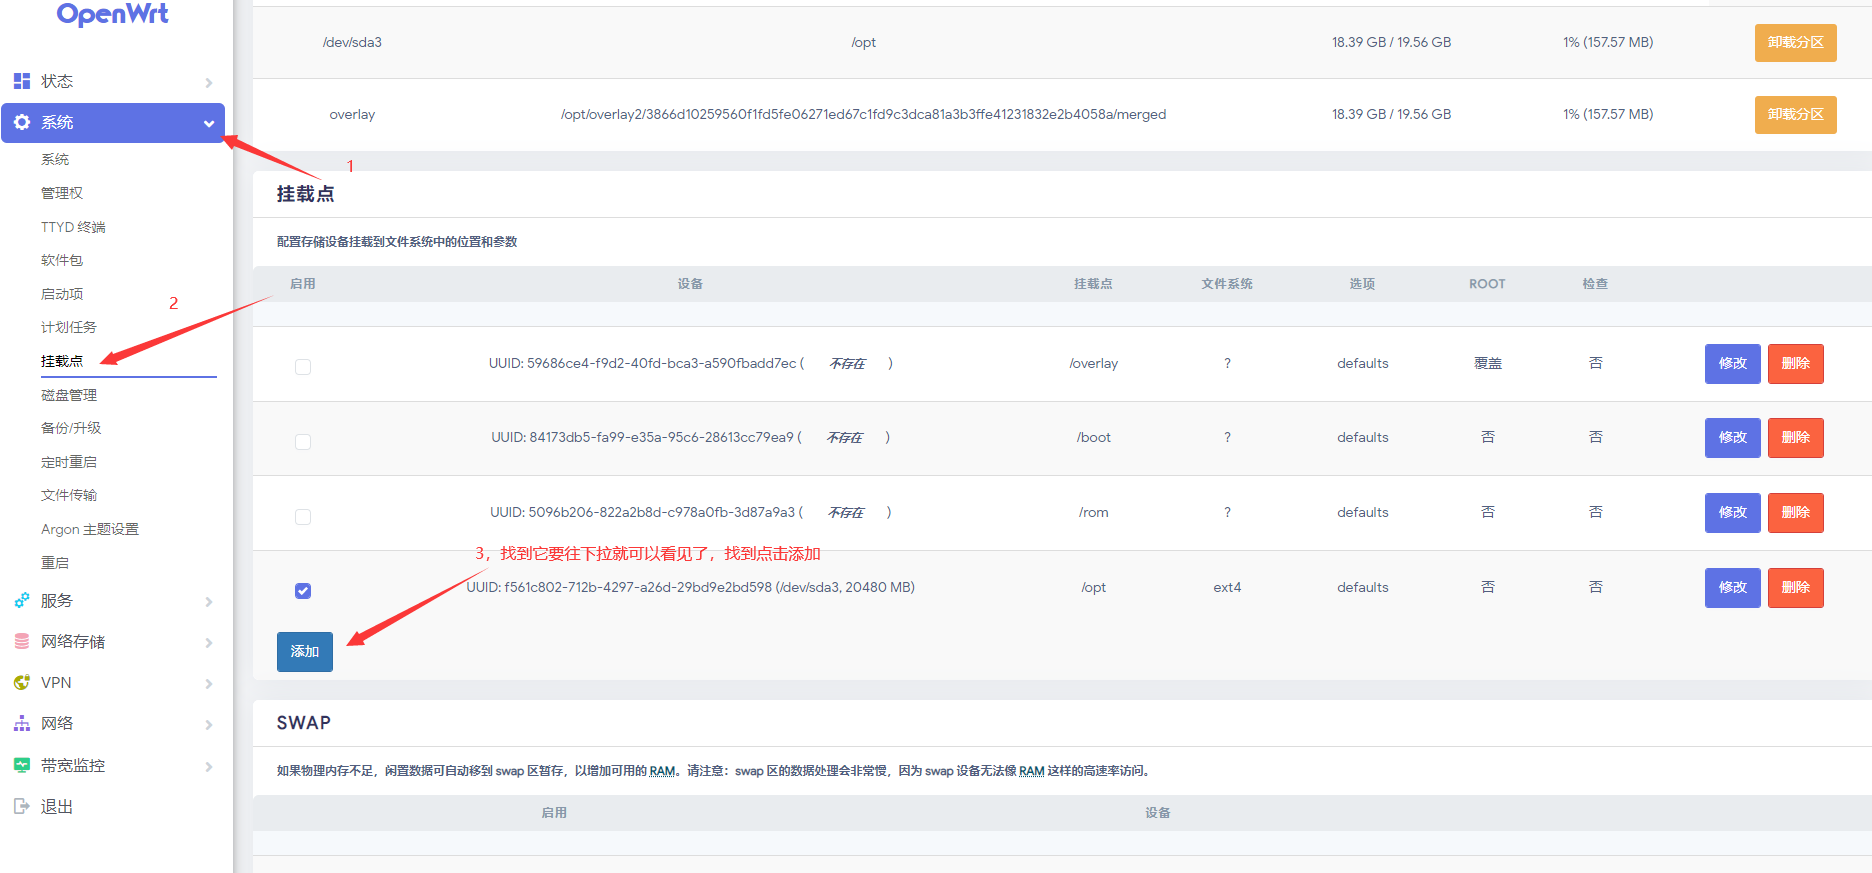 OpenWrt
状态
系统
系统
管理权
TTYD 终端
软件包
启动项
计划任务
挂载点
磁盘管理
备份/升级
定时重启
文件传输
Argon 主题设置
重启
服务
网络存储
VPN
网络
带宽监控
退出
1
2
/dev/sda3 /opt 18.39 GB / 19.56 GB 1% (157.57 MB) 卸载分区
overlay /opt/overlay2/3866d10259560f1fd5fe06271ed67c1fd9c3dca81a3b3ffe41231832e2b4058a/merged 18.39 GB / 19.56 GB 1% (157.57 MB) 卸载分区
挂载点
配置存储设备挂载到文件系统中的位置和参数
启用 设备 挂载点 文件系统 选项 ROOT 检查
UUID: 59686ce4-f9d2-40fd-bca3-a590fbadd7ec ( 不存在 ) /overlay ? defaults 覆盖 否 修改 删除
UUID: 84173db5-fa99-e35a-95c6-28613cc79ea9 ( 不存在 ) /boot ? defaults 否 否 修改 删除
UUID: 5096b206-822a2b8d-c978a0fb-3d87a9a3 ( 不存在 ) /rom ? defaults 否 否 修改 删除
3，找到它要往下拉就可以看见了，找到点击添加
UUID: f561c802-712b-4297-a26d-29bd9e2bd598 (/dev/sda3, 20480 MB) /opt ext4 defaults 否 否 修改 删除
添加
SWAP
如果物理内存不足，闲置数据可自动移到 swap 区暂存，以增加可用的 RAM。请注意：swap 区的数据处理会非常慢，因为 swap 设备无法像 RAM 这样的高速率访问。
启用 设备